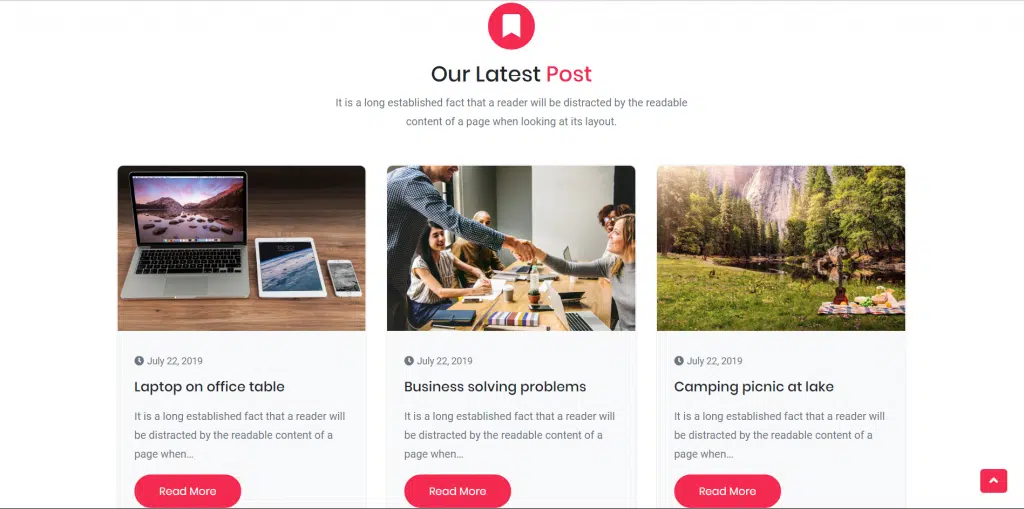 Our Latest Post
It is a long established fact that a reader will be distracted by the readable
content of a page when looking at its layout.
July 22, 2019
Laptop on office table
It is a long established fact that a reader will
be distracted by the readable content of a
page when...
Read More
July 22, 2019
Business solving problems
It is a long established fact that a reader will
be distracted by the readable content of a
page when...
Read More
July 22, 2019
Camping picnic at lake
It is a long established fact that a reader will
be distracted by the readable content of a
page when...
Read More